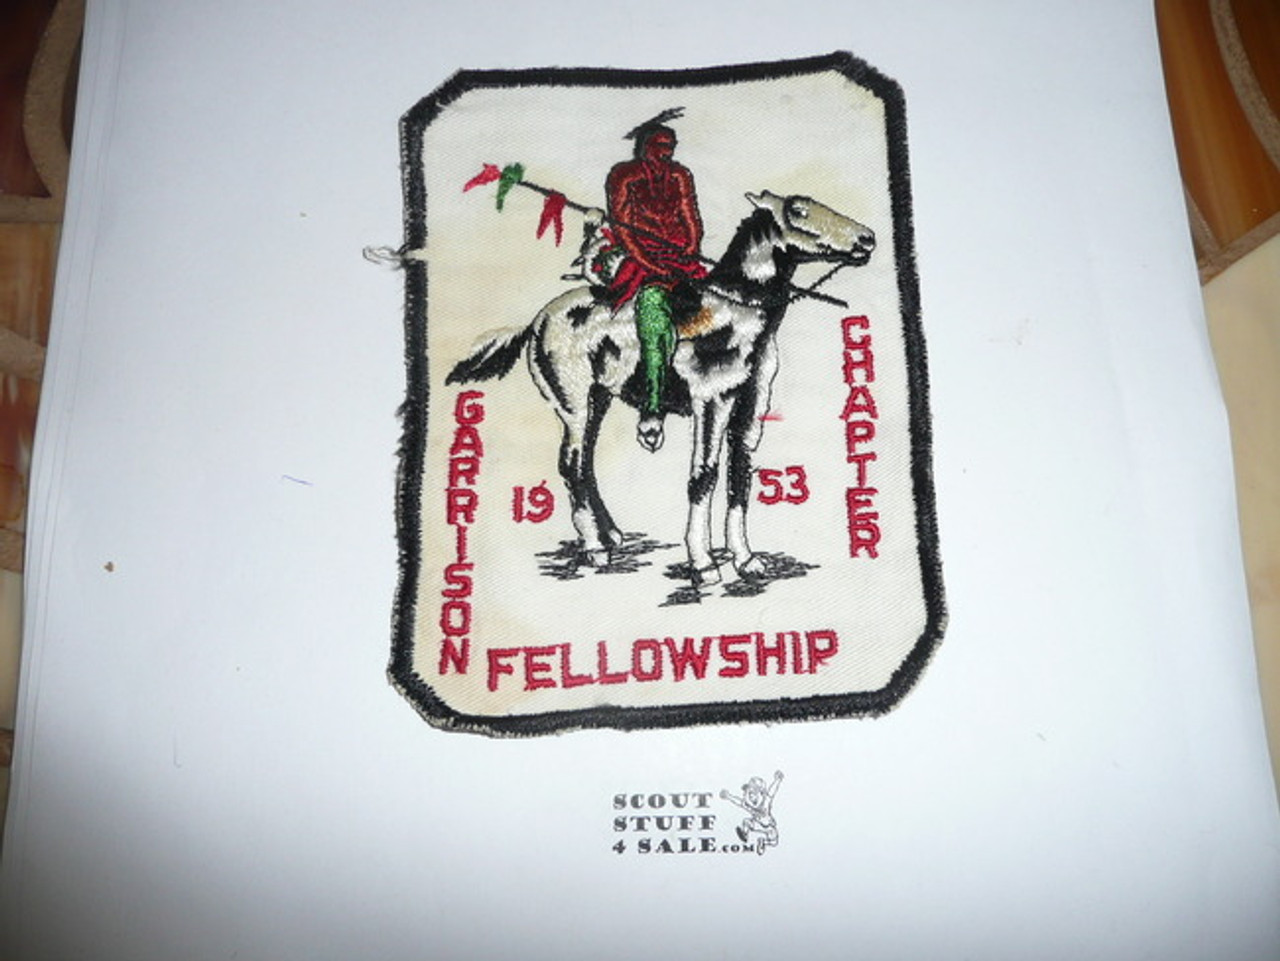 GARRISON
CHAPTER
19 53
FELLOWSHIP
SCOUT
STUFF
4 SALE.COM